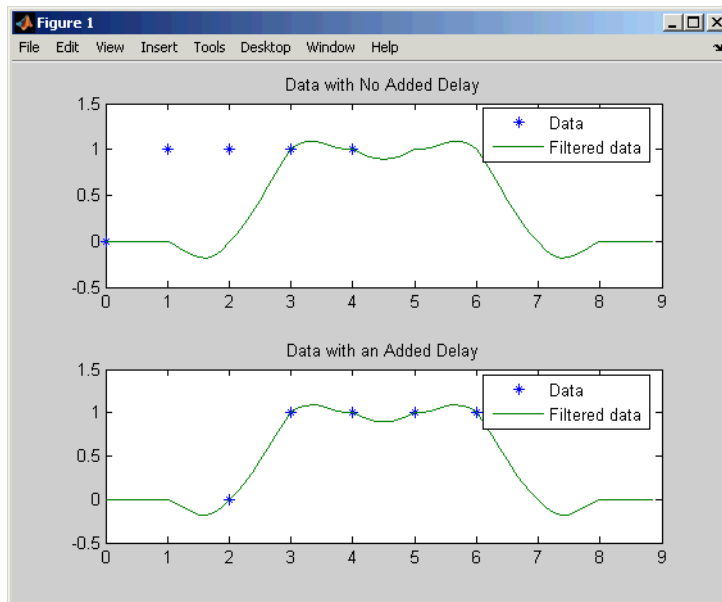 Figure 1
File Edit View Insert Tools Desktop Window Help
Data with No Added Delay
1.5
1
0.5
0
-0.5
0 1 2 3 4 5 6 7 8 9
Data
Filtered data
Data with an Added Delay
1.5
1
0.5
0
-0.5
0 1 2 3 4 5 6 7 8 9
Data
Filtered data